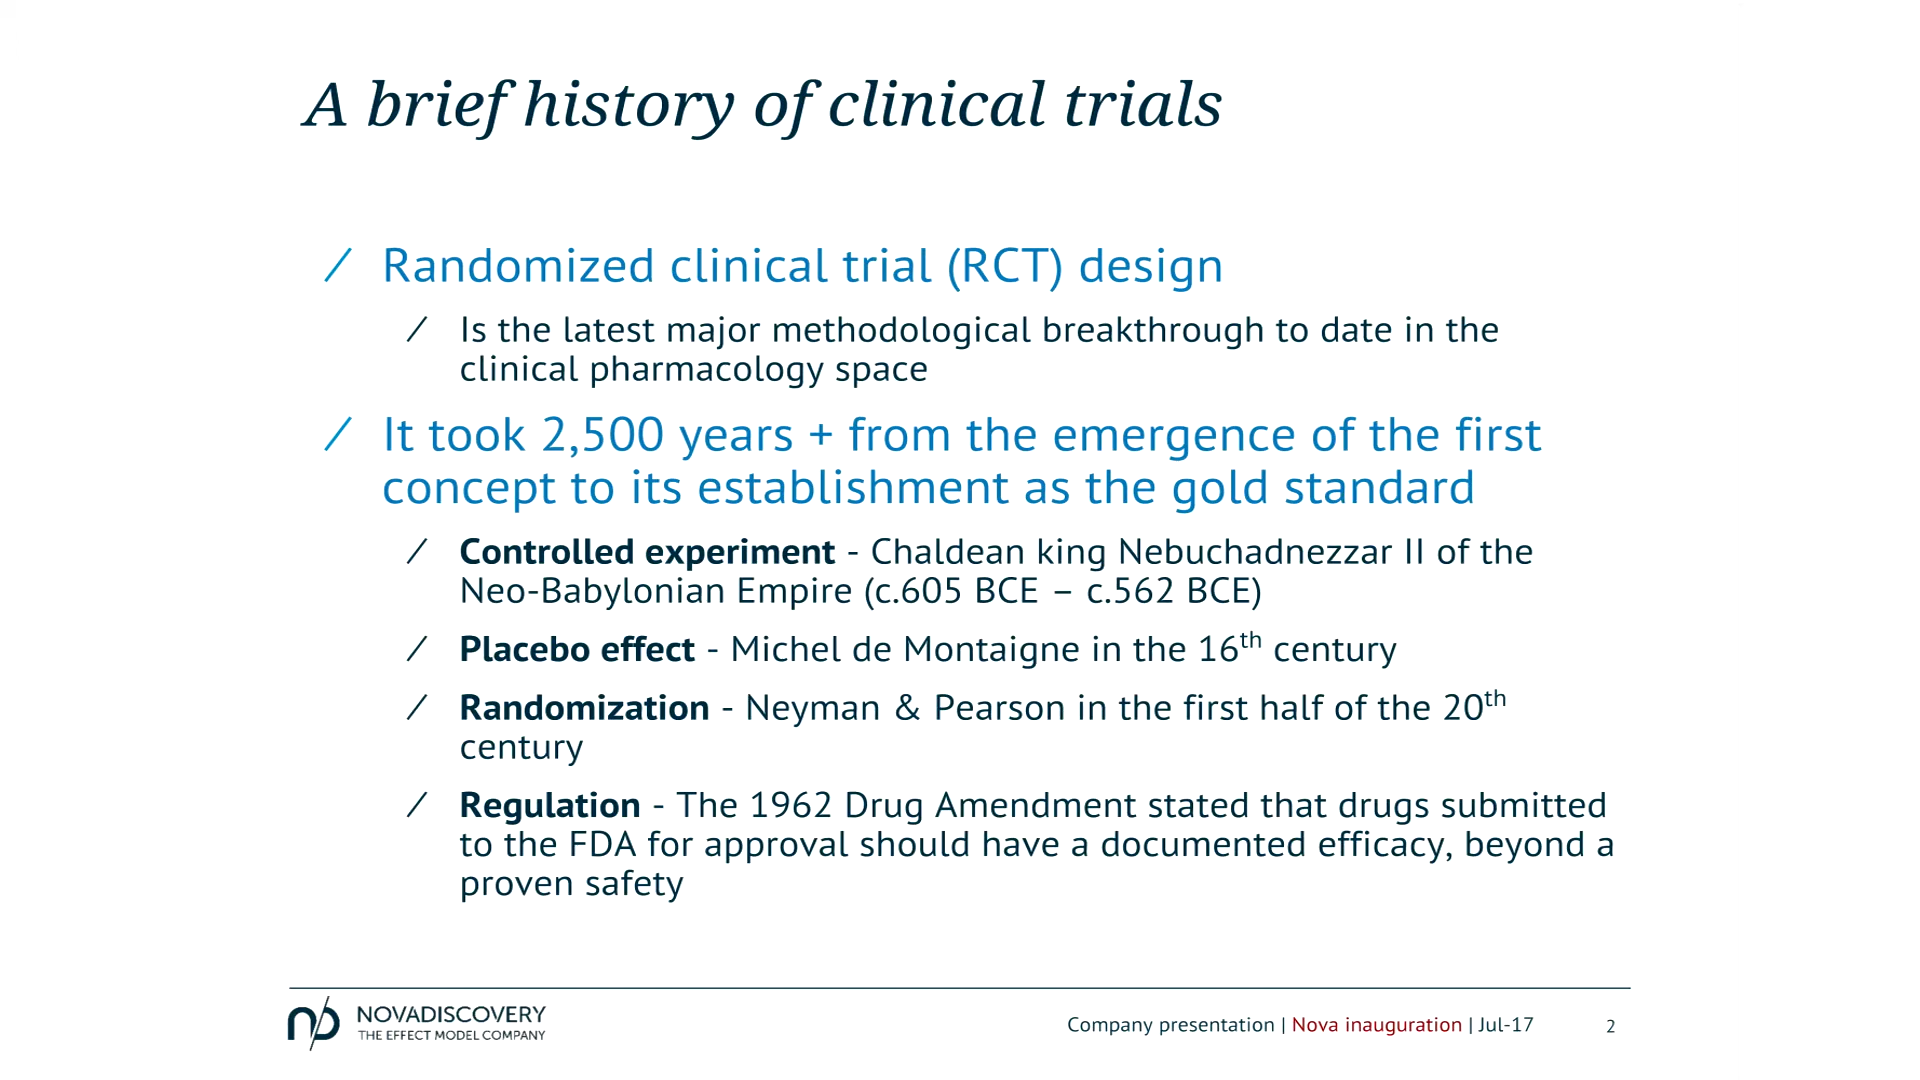 A brief history of clinical trials
/ Randomized clinical trial (RCT) design
/ Is the latest major methodological breakthrough to date in the
clinical pharmacology space
/ It took 2,500 years + from the emergence of the first
concept to its establishment as the gold standard
/ Controlled experiment - Chaldean king Nebuchadnezzar II of the
Neo-Babylonian Empire (c.605 BCE – c.562 BCE)
/ Placebo effect - Michel de Montaigne in the 16th century
/ Randomization - Neyman & Pearson in the first half of the 20th
century
/ Regulation - The 1962 Drug Amendment stated that drugs submitted
to the FDA for approval should have a documented efficacy, beyond a
proven safety
NOVADISCOVERY
THE EFFECT MODEL COMPANY
Company presentation | Nova inauguration | Jul-17 2